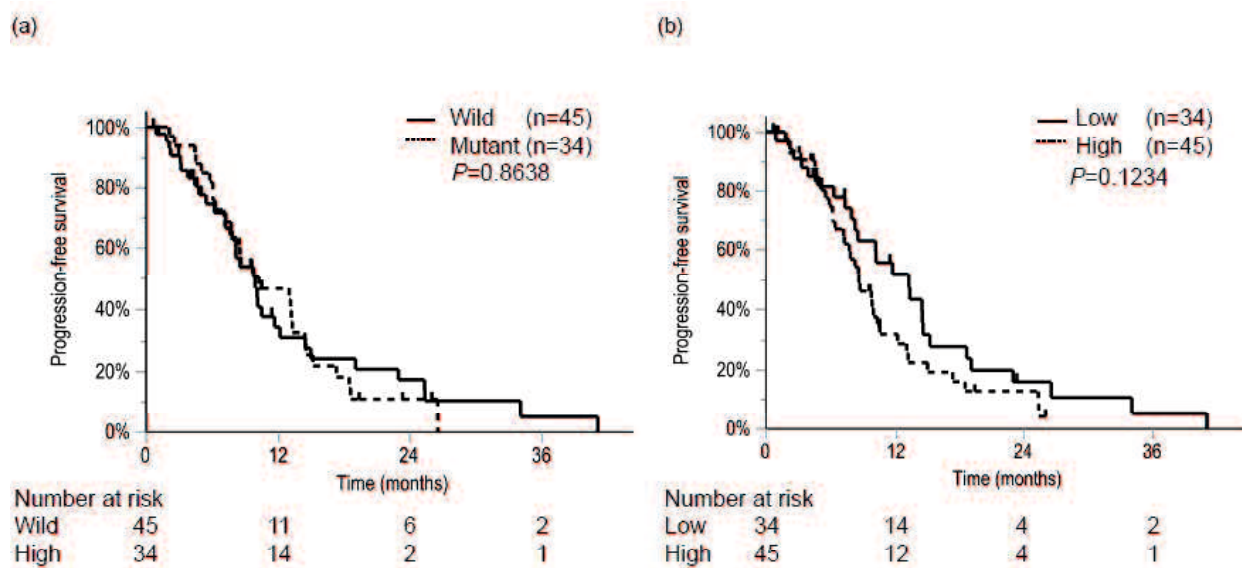 (a)
Wild (n=45)
Mutant (n=34)
P=0.8638
Progression-free survival
100%
80%
60%
40%
20%
0%
0 12 24 36
Time (months)
Number at risk
Wild 45 11 6 2
High 34 14 2 1
(b)
Low (n=34)
High (n=45)
P=0.1234
Progression-free survival
100%
80%
60%
40%
20%
0%
0 12 24 36
Time (months)
Number at risk
Low 34 14 4 2
High 45 12 4 1